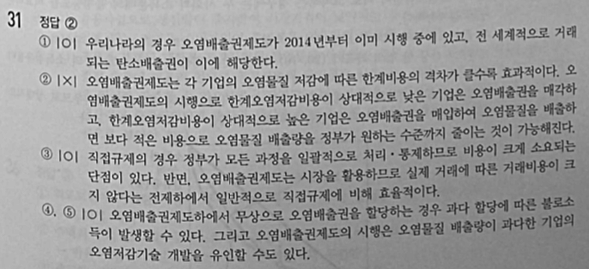 31 정답 ②
① |O| 우리나라의 경우 오염배출권제도가 2014년부터 이미 시행 중에 있고, 전 세계적으로 거래
되는 탄소배출권이 이에 해당한다.
② |X| 오염배출권제도는 각 기업의 오염물질 저감에 따른 한계비용의 격차가 클수록 효과적이다. 오
염배출권제도의 시행으로 한계오염저감비용이 상대적으로 낮은 기업은 오염배출권을 매각하
고, 한계오염저감비용이 상대적으로 높은 기업은 오염배출권을 매입하여 오염물질을 배출하
면 보다 적은 비용으로 오염물질 배출량을 정부가 원하는 수준까지 줄이는 것이 가능해진다.
③ |O| 직접규제의 경우 정부가 모든 과정을 일괄적으로 처리·통제하므로 비용이 크게 소요되는
단점이 있다. 반면, 오염배출권제도는 시장을 활용하므로 실제 거래에 따른 거래비용이 크
지 않다는 전제하에서 일반적으로 직접규제에 비해 효율적이다.
④, ⑤ |O| 오염배출권제도하에서 무상으로 오염배출권을 할당하는 경우 과다 할당에 따른 불로소
득이 발생할 수 있다. 그리고 오염배출권제도의 시행은 오염물질 배출량이 과다한 기업의
오염저감기술 개발을 유인할 수도 있다.